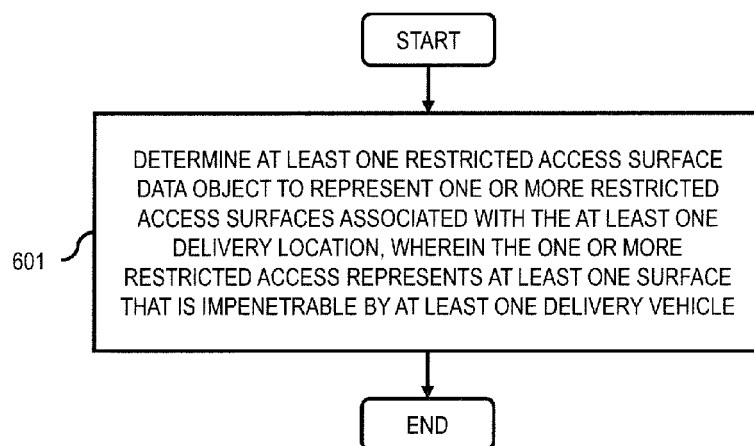 START
DETERMINE AT LEAST ONE RESTRICTED ACCESS SURFACE
DATA OBJECT TO REPRESENT ONE OR MORE RESTRICTED
ACCESS SURFACES ASSOCIATED WITH THE AT LEAST ONE
DELIVERY LOCATION, WHEREIN THE ONE OR MORE
RESTRICTED ACCESS REPRESENTS AT LEAST ONE SURFACE
THAT IS IMPENETRABLE BY AT LEAST ONE DELIVERY VEHICLE
601
END